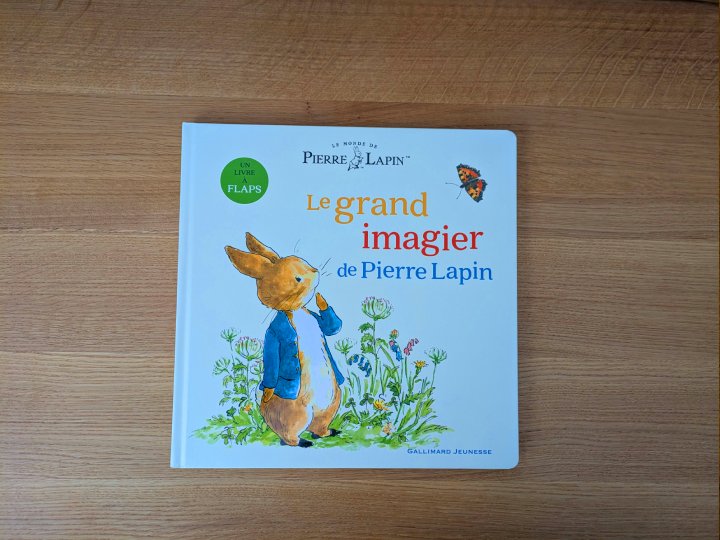 LE MONDE DE
PIERRE LAPIN™
UN
LIVRE
À
FLAPS
Le grand
imagier
de Pierre Lapin
GALLIMARD JEUNESSE